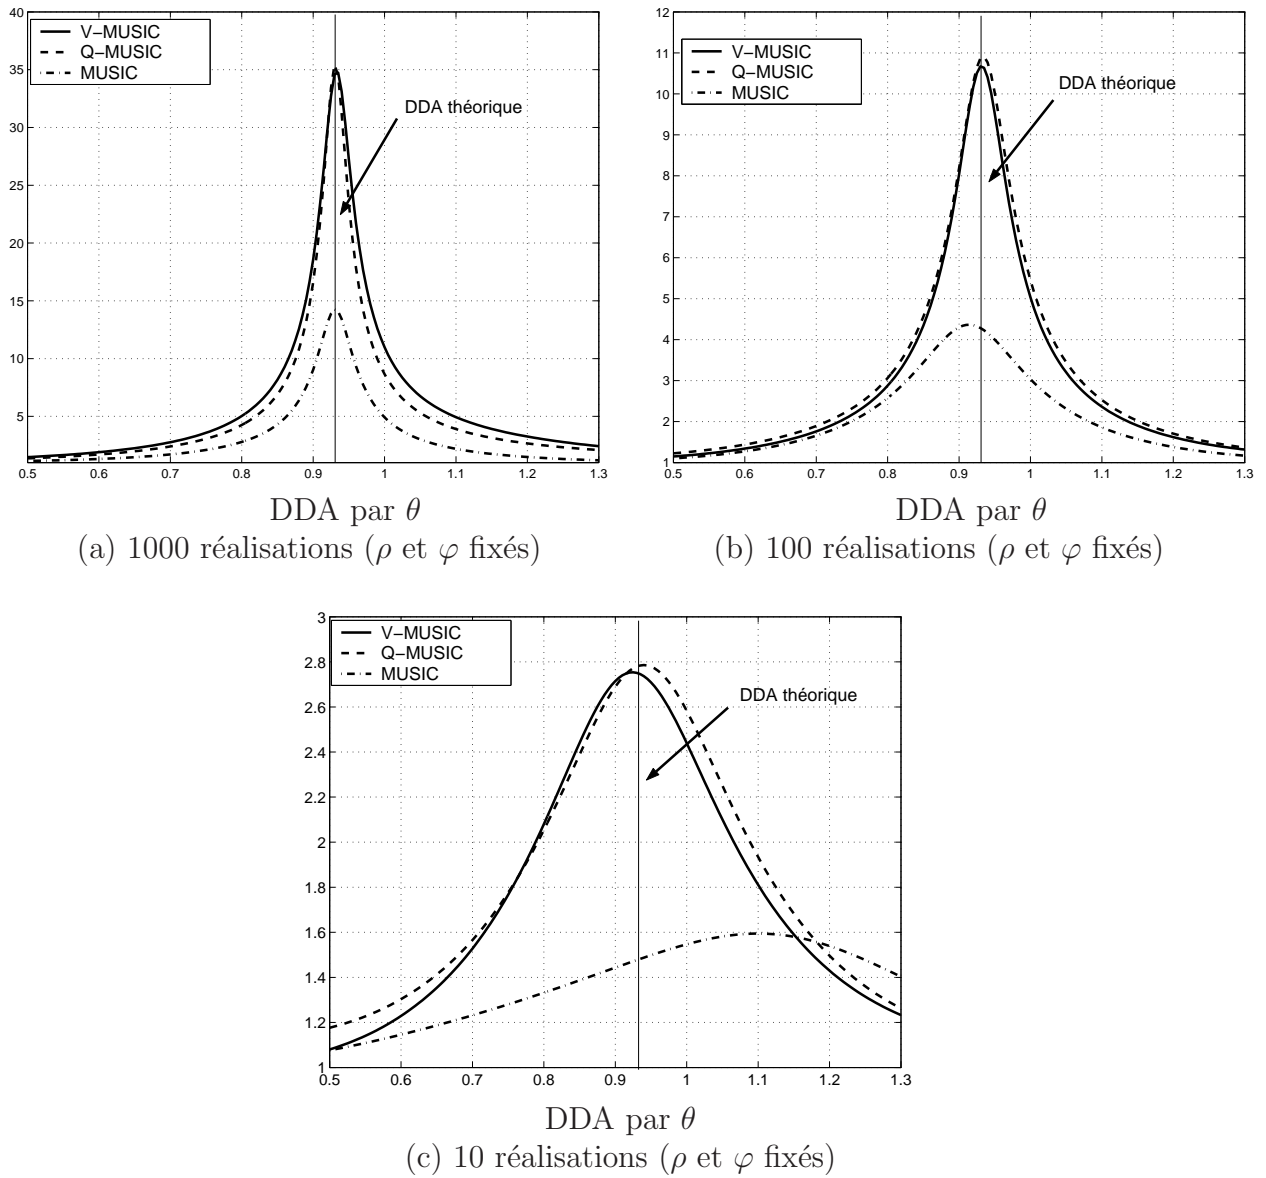 40
35
30
25
20
15
10
5
V−MUSIC
Q−MUSIC
MUSIC
DDA théorique
0.5 0.6 0.7 0.8 0.9 1 1.1 1.2 1.3
DDA par θ
(a) 1000 réalisations (ρ et φ fixés)
12
11
10
9
8
7
6
5
4
3
2
1
V−MUSIC
Q−MUSIC
MUSIC
DDA théorique
0.5 0.6 0.7 0.8 0.9 1 1.1 1.2 1.3
DDA par θ
(b) 100 réalisations (ρ et φ fixés)
3
2.8
2.6
2.4
2.2
2
1.8
1.6
1.4
1.2
1
V−MUSIC
Q−MUSIC
MUSIC
DDA théorique
0.5 0.6 0.7 0.8 0.9 1 1.1 1.2 1.3
DDA par θ
(c) 10 réalisations (ρ et φ fixés)